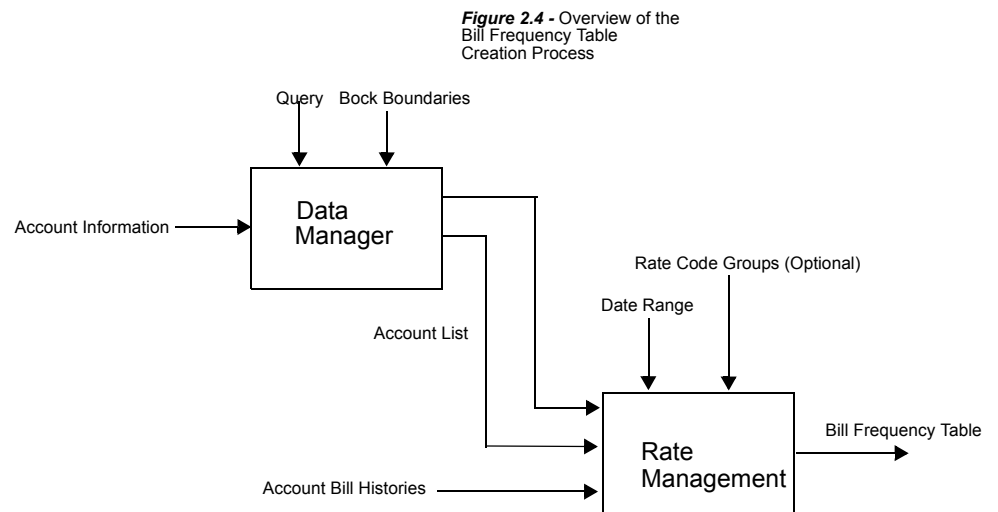 Figure 2.4 - Overview of the
Bill Frequency Table
Creation Process
Query
Bock Boundaries
Data
Manager
Account Information
Rate Code Groups (Optional)
Date Range
Account List
Bill Frequency Table
Rate
Management
Account Bill Histories